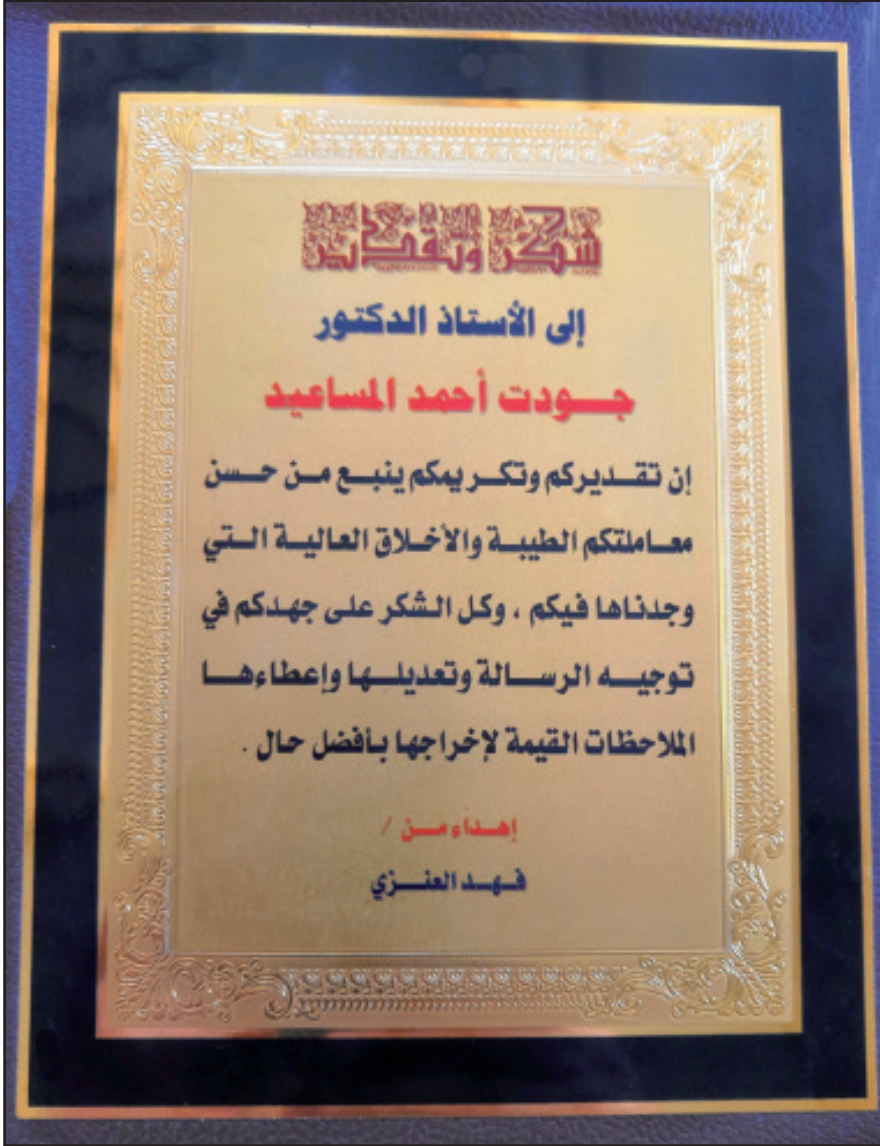 شكر وتقدير
إلى الأستاذ الدكتور
جودت أحمد المساعيد
إن تقديركم وتكريمكم ينبع من حسن
معاملتكم الطيبة والأخلاق العالية التي
وجدناها فيكم ، وكل الشكر على جهدكم في
توجيه الرسالة وتعديلها وإعطاءها
الملاحظات القيمة لإخراجها بأفضل حال .
إهداء من /
فهد العنزي